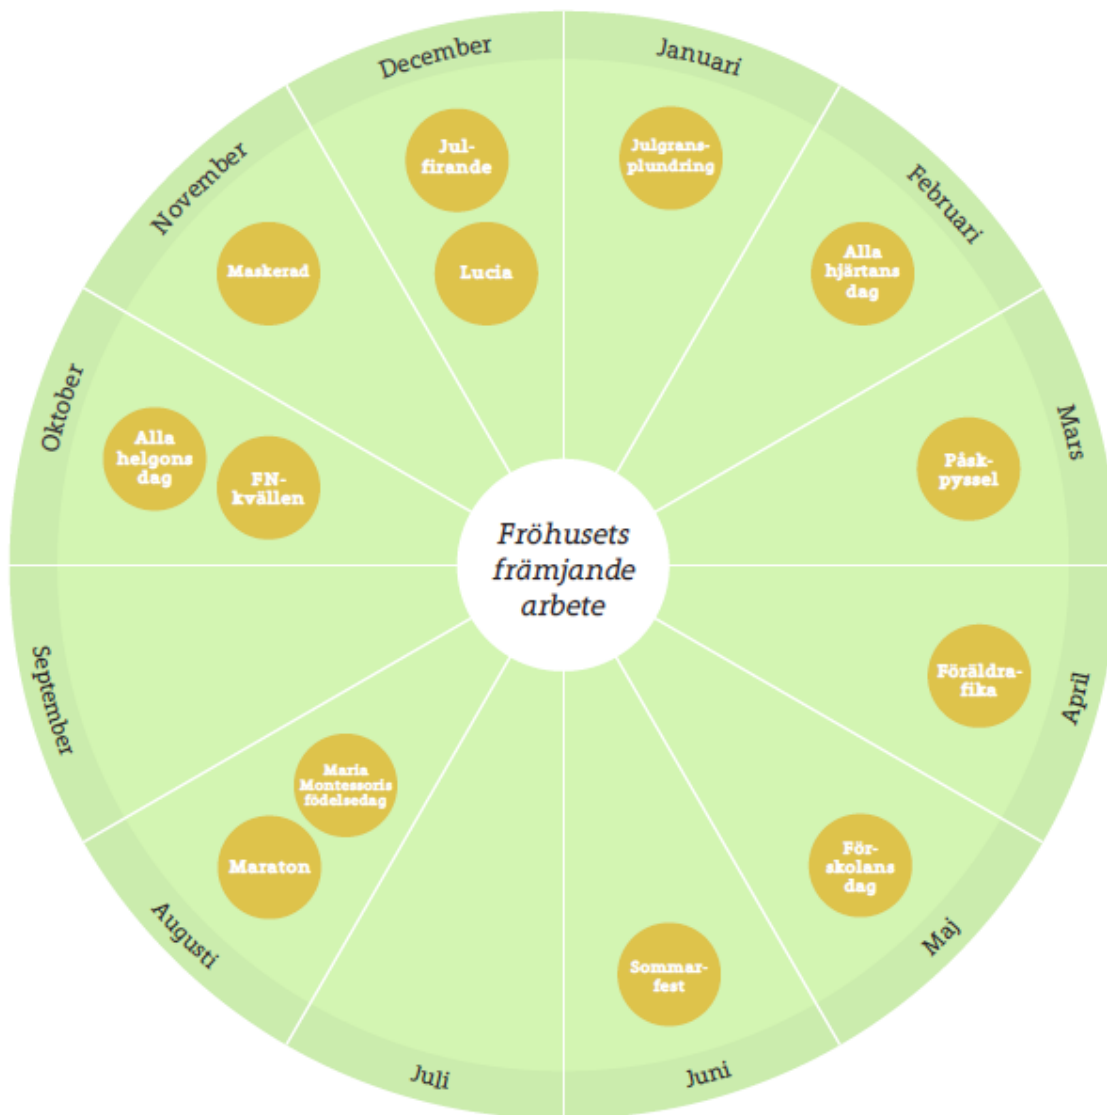 Januari
Julgrans-
plundring
Februari
Alla
hjärtans
dag
Mars
Påsk-
pyssel
April
Föräldra-
fika
Maj
För-
skolans
dag
Juni
Sommar-
fest
Juli
Augusti
Maria
Montessoris
födelsedag
Maraton
September
Oktober
Alla
helgons
dag
FN-
kvällen
November
Maskerad
December
Jul-
firande
Lucia
Fröhusets
främjande
arbete